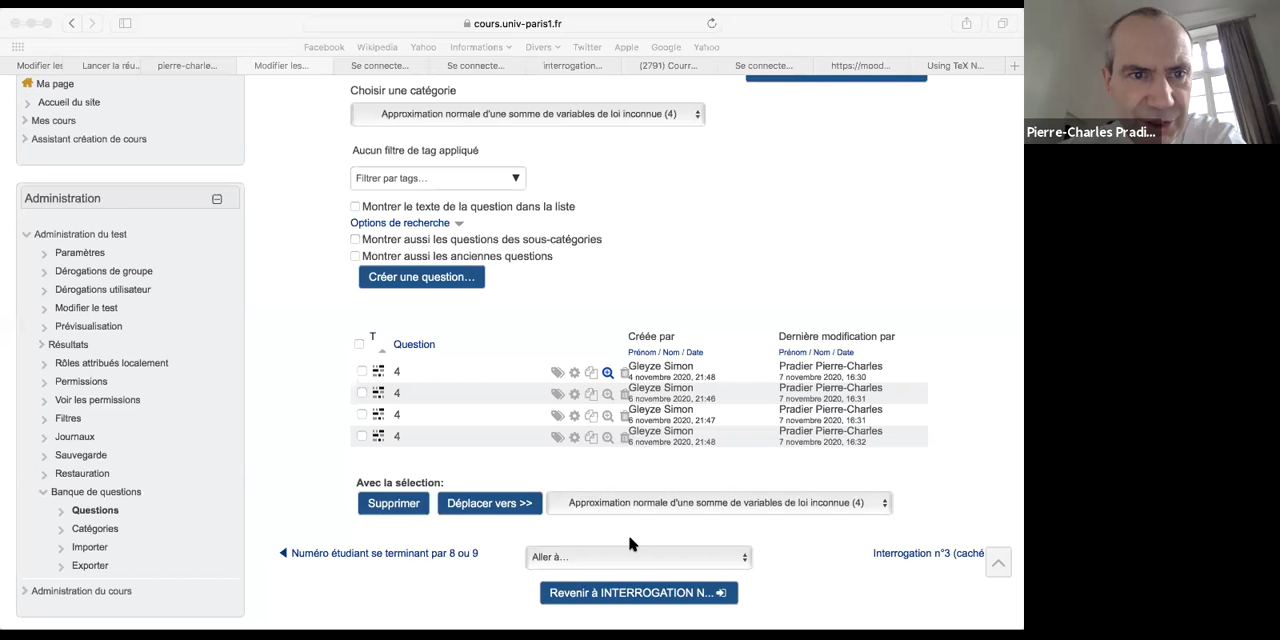 cours.univ-paris1.fr
Facebook Wikipédia Yahoo Informations Divers Twitter Apple Google Yahoo
Modifier les Lancer la réu... pierre-charle... Modifier les... Se connecte... Se connecte... interrogation... (2791) Courr... Se connecte... https://mood... Using TeX N...
Ma page
Accueil du site
Mes cours
Assistant création de cours
Administration
Administration du test
Paramètres
Dérogations de groupe
Dérogations utilisateur
Modifier le test
Prévisualisation
Résultats
Rôles attribués localement
Permissions
Voir les permissions
Filtres
Journaux
Sauvegarde
Restauration
Banque de questions
Questions
Catégories
Importer
Exporter
Administration du cours
Choisir une catégorie
Approximation normale d'une somme de variables de loi inconnue (4)
Aucun filtre de tag appliqué
Filtrer par tags...
Montrer le texte de la question dans la liste
Options de recherche
Montrer aussi les questions des sous-catégories
Montrer aussi les anciennes questions
Créer une question...
T Question Créée par Dernière modification par
Prénom / Nom / Date Prénom / Nom / Date
4 Gleyze Simon Pradier Pierre-Charles
4 novembre 2020, 21:48 7 novembre 2020, 16:30
4 Gleyze Simon Pradier Pierre-Charles
6 novembre 2020, 21:46 7 novembre 2020, 16:31
4 Gleyze Simon Pradier Pierre-Charles
6 novembre 2020, 21:47 7 novembre 2020, 16:31
4 Gleyze Simon Pradier Pierre-Charles
6 novembre 2020, 21:48 7 novembre 2020, 16:32
Avec la sélection:
Supprimer Déplacer vers >> Approximation normale d'une somme de variables de loi inconnue (4)
Numéro étudiant se terminant par 8 ou 9 Aller à... Interrogation n°3 (caché
Revenir à INTERROGATION N...
Pierre-Charles Pradi...